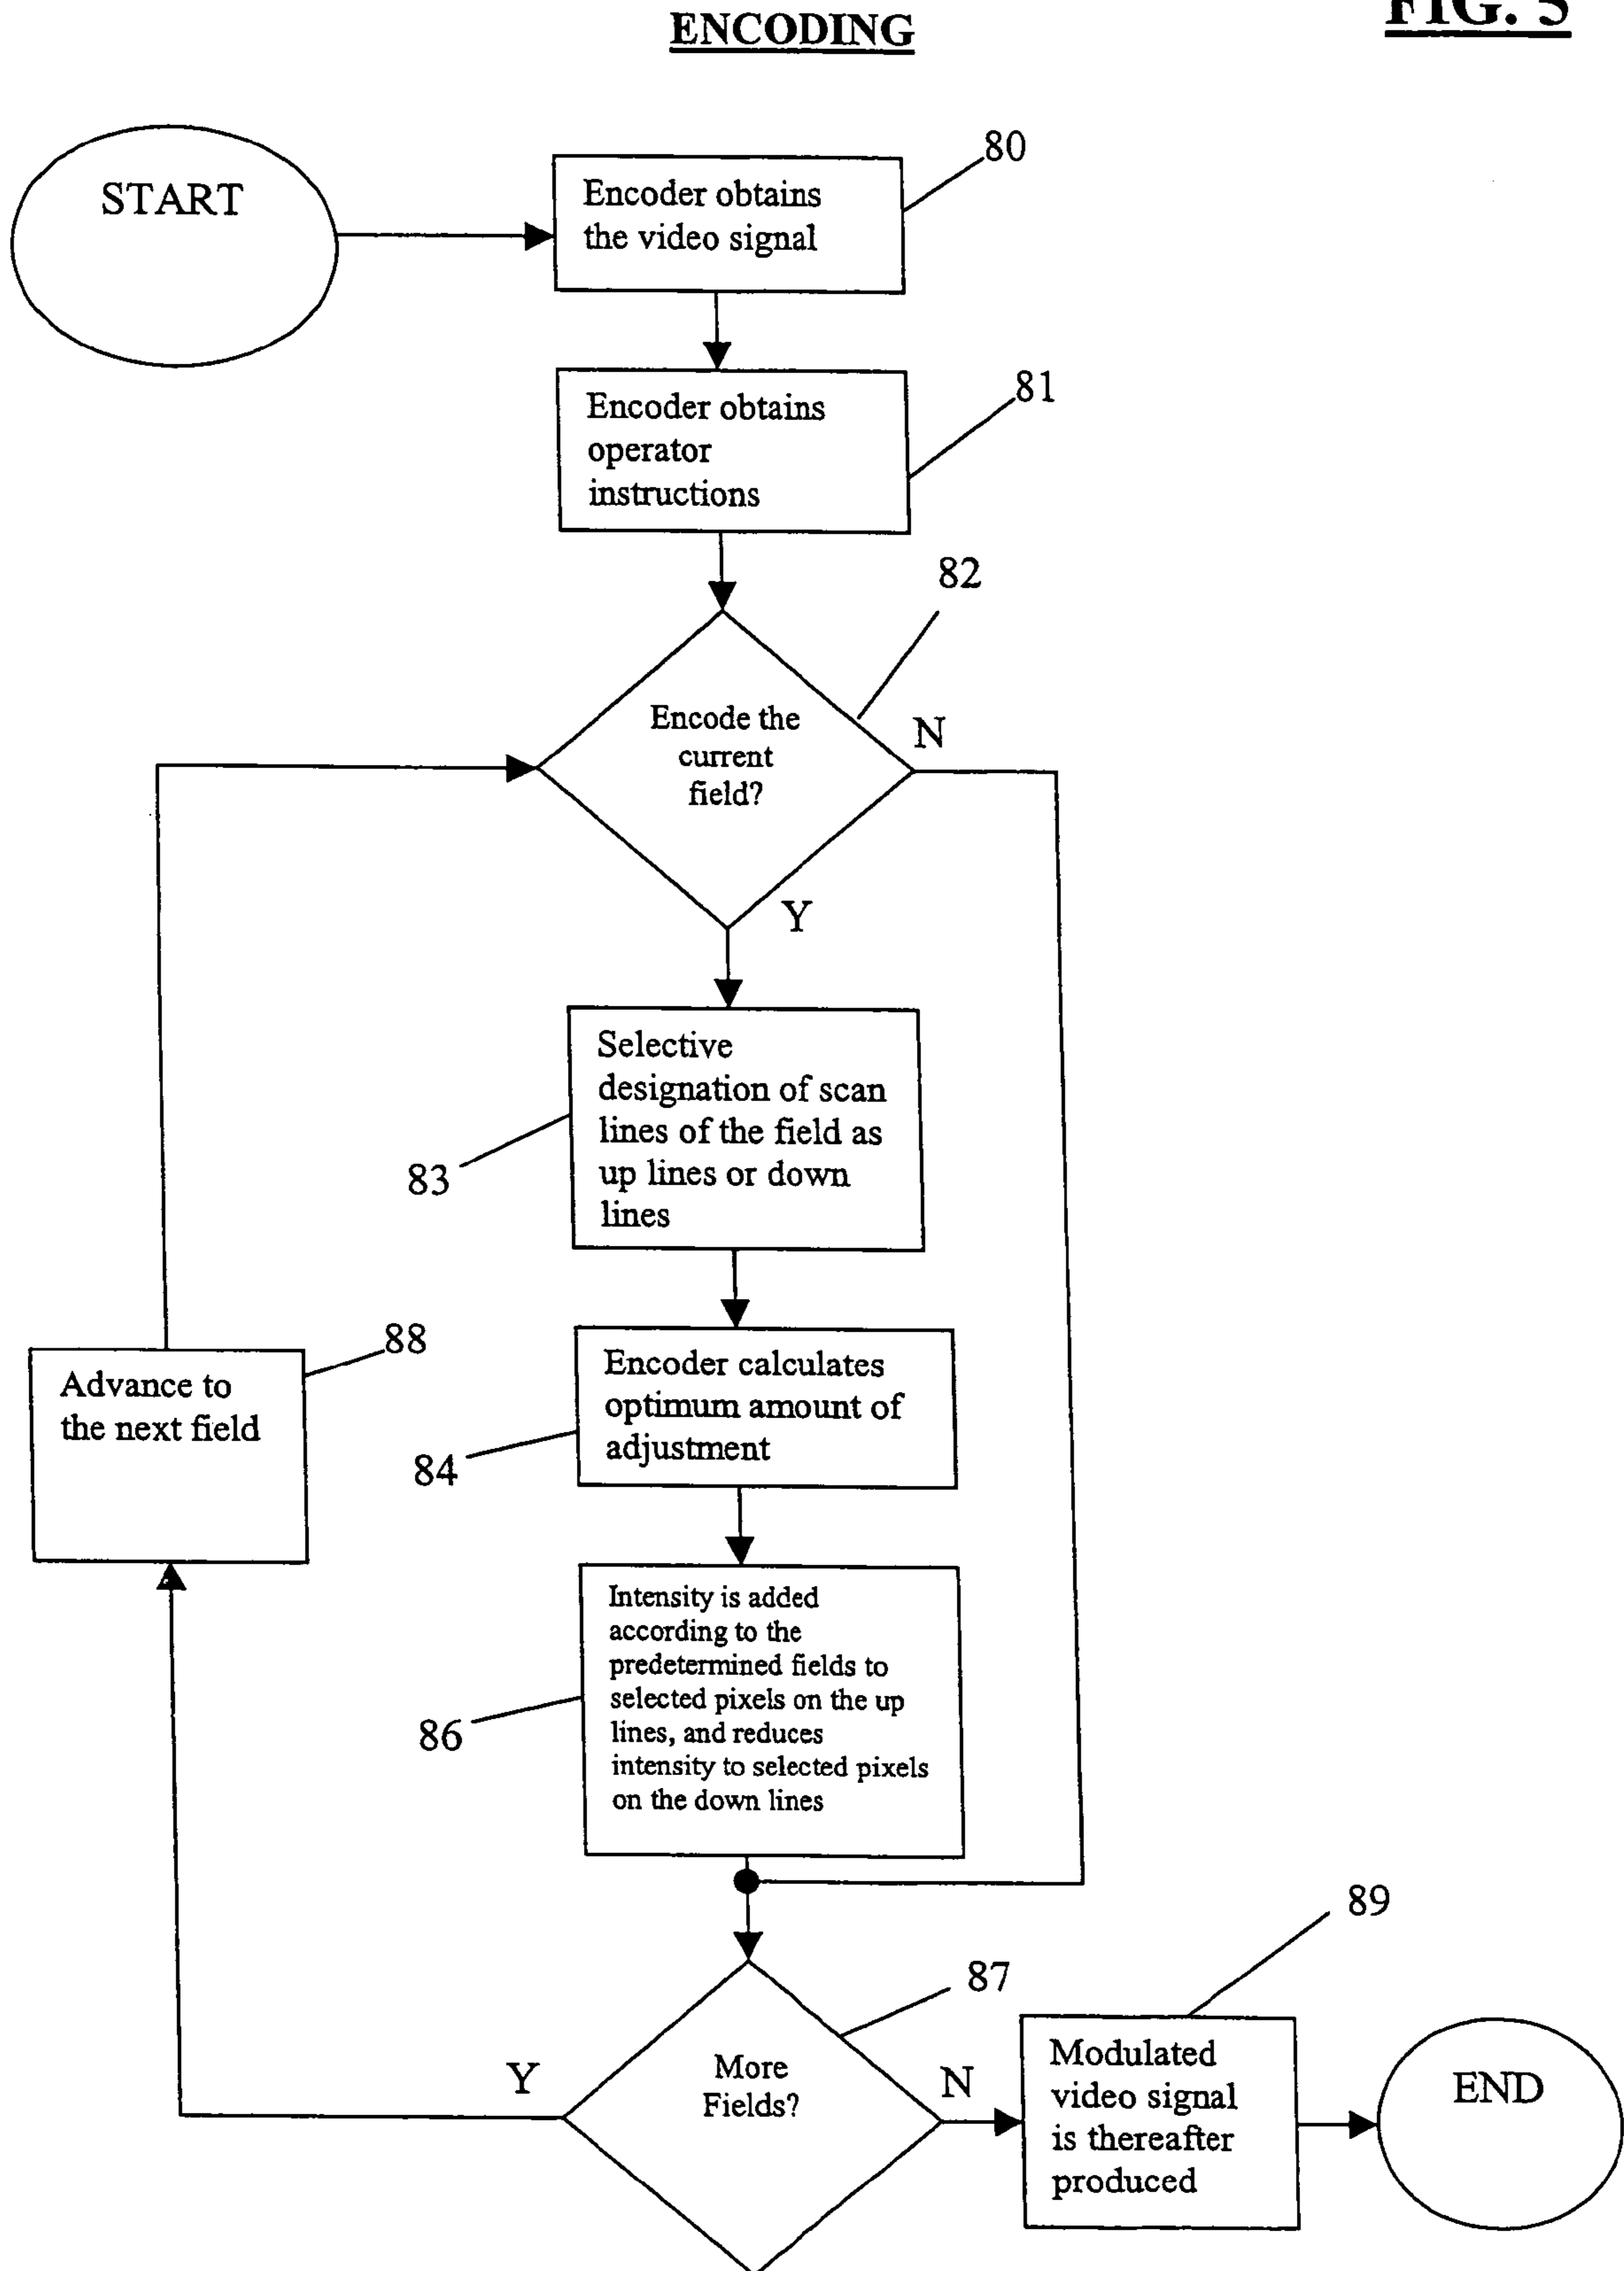 ENCODING
FIG. 5
START
80
Encoder obtains
the video signal
81
Encoder obtains
operator
instructions
82
Encode the
current
field?
N
Y
Selective
designation of scan
lines of the field as
up lines or down
lines
83
88
Advance to
the next field
Encoder calculates
optimum amount of
adjustment
84
Intensity is added
according to the
predetermined fields to
selected pixels on the up
lines, and reduces
intensity to selected pixels
on the down lines
86
89
87
More
Fields?
Y
N
Modulated
video signal
is thereafter
produced
END